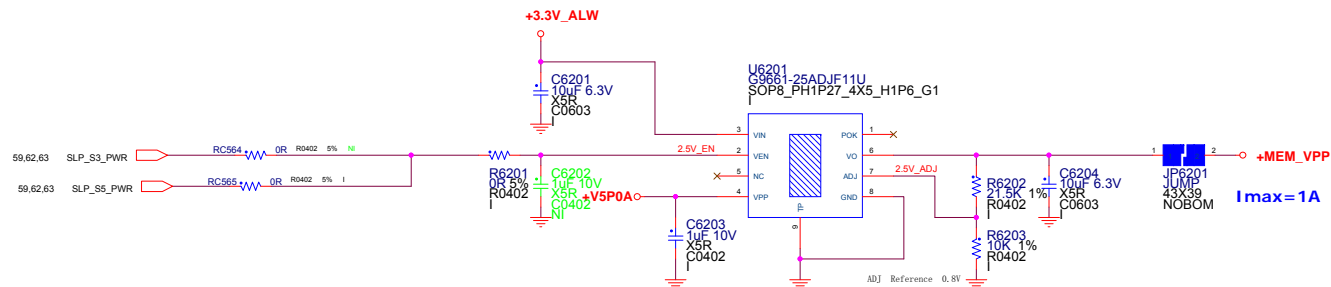 +3.3V_ALW
C6201
10uF 6.3V
X5R
C0603
I
U6201
G9661-25ADJF11U
SOP8_PH1P27_4X5_H1P6_G1
I
3 VIN
2 VEN
5 NC
4 VPP
TP
9
POK 1
VO 6
ADJ 7
GND 8
59,62,63 SLP_S3_PWR
RC564 0R R0402 5% NI
59,62,63 SLP_S5_PWR
RC565 0R R0402 5% I
R6201
0R 5%
R0402
I
2.5V_EN
C6202
1uF 10V
X5R
C0402
NI
+V5P0A
C6203
1uF 10V
X5R
C0402
I
2.5V_ADJ
R6202
21.5K 1%
R0402
I
R6203
10K 1%
R0402
I
ADJ Reference 0.8V
C6204
10uF 6.3V
X5R
C0603
I
1 2
JP6201
JUMP
43X39
NOBOM
+MEM_VPP
Imax=1A